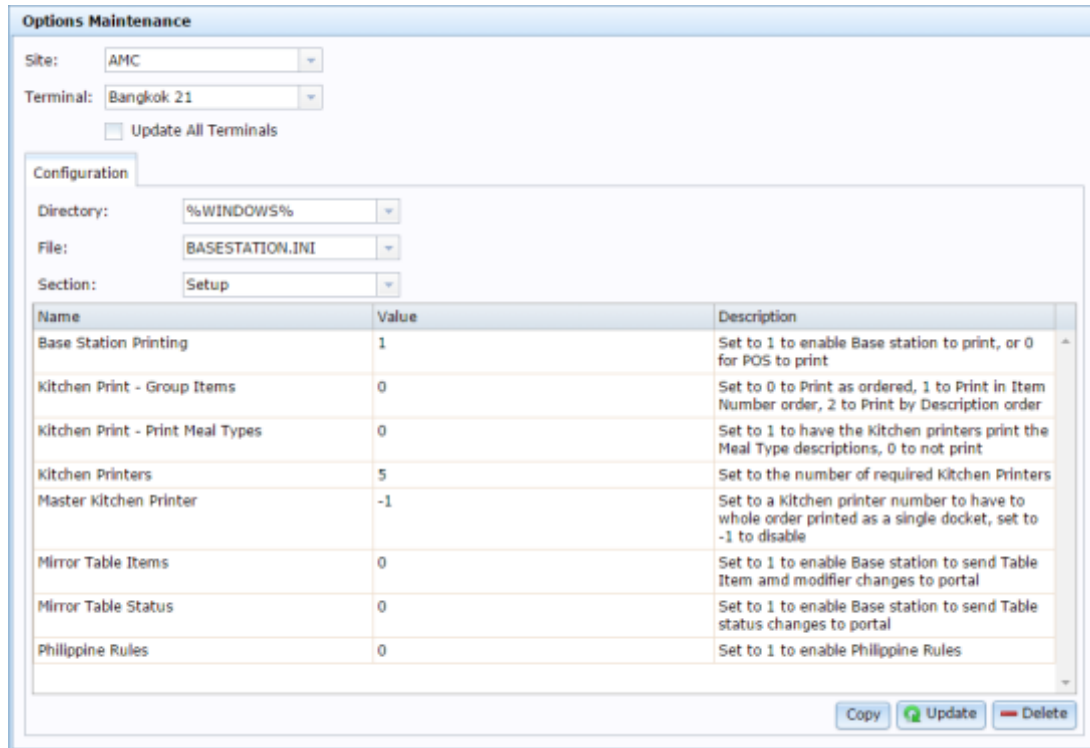 Options Maintenance
Site: AMC
Terminal: Bangkok 21
Update All Terminals
Configuration
Directory: %WINDOWS%
File: BASESTATION.INI
Section: Setup
Name Value Description
Base Station Printing 1 Set to 1 to enable Base station to print, or 0
for POS to print
Kitchen Print - Group Items 0 Set to 0 to Print as ordered, 1 to Print in Item
Number order, 2 to Print by Description order
Kitchen Print - Print Meal Types 0 Set to 1 to have the Kitchen printers print the
Meal Type descriptions, 0 to not print
Kitchen Printers 5 Set to the number of required Kitchen Printers
Master Kitchen Printer -1 Set to a Kitchen printer number to have to
whole order printed as a single docket, set to
-1 to disable
Mirror Table Items 0 Set to 1 to enable Base station to send Table
Item amd modifier changes to portal
Mirror Table Status 0 Set to 1 to enable Base station to send Table
status changes to portal
Philippine Rules 0 Set to 1 to enable Philippine Rules
Copy Update Delete